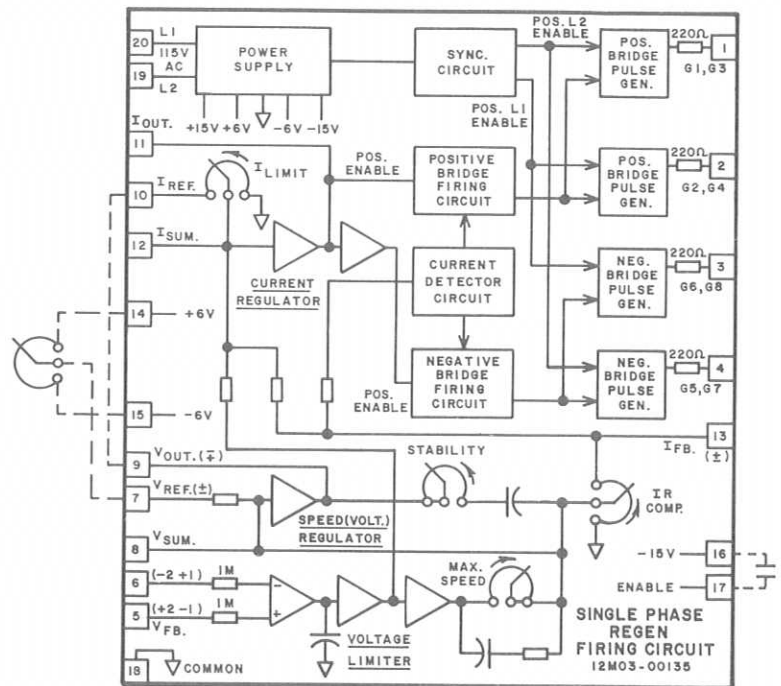 20 L1
115V
19 AC
L2
POWER
SUPPLY
+15V +6V -6V -15V
SYNC.
CIRCUIT
POS. L2
ENABLE
POS. L1
ENABLE
POS.
BRIDGE
PULSE
GEN.
220Ω
1
G1, G3
IOUT.
11
10 IREF.
ILIMIT
12 ISUM.
CURRENT
REGULATOR
POS.
ENABLE
POSITIVE
BRIDGE
FIRING
CIRCUIT
CURRENT
DETECTOR
CIRCUIT
NEGATIVE
BRIDGE
FIRING
CIRCUIT
POS.
ENABLE
POS.
BRIDGE
PULSE
GEN.
220Ω
2
G2, G4
NEG.
BRIDGE
PULSE
GEN.
220Ω
3
G6, G8
NEG.
BRIDGE
PULSE
GEN.
220Ω
4
G5, G7
14 +6V
15 -6V
13
IFB.
(±)
9 VOUT.(∓)
7 VREF.(±)
SPEED(VOLT.)
REGULATOR
STABILITY
IR
COMP.
8 VSUM.
6 (-2+1) 1M
5 (+2-1) 1M
VFB.
-
+
VOLTAGE
LIMITER
MAX.
SPEED
-15V 16
ENABLE 17
18 COMMON
SINGLE PHASE
REGEN
FIRING CIRCUIT
12M03-00135